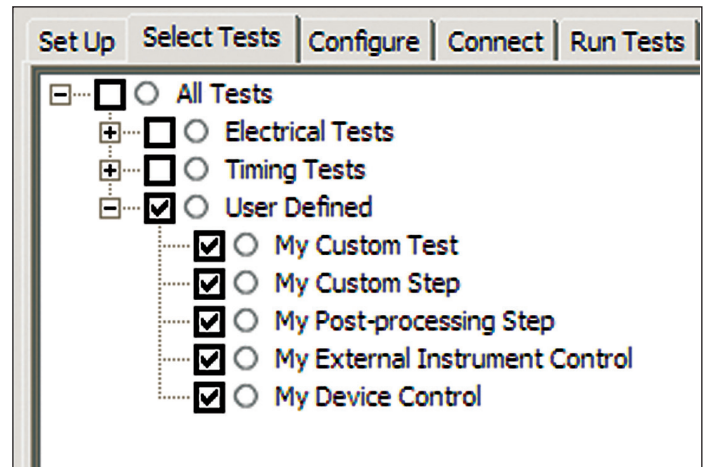 Set Up Select Tests Configure Connect Run Tests
All Tests
Electrical Tests
Timing Tests
User Defined
My Custom Test
My Custom Step
My Post-processing Step
My External Instrument Control
My Device Control